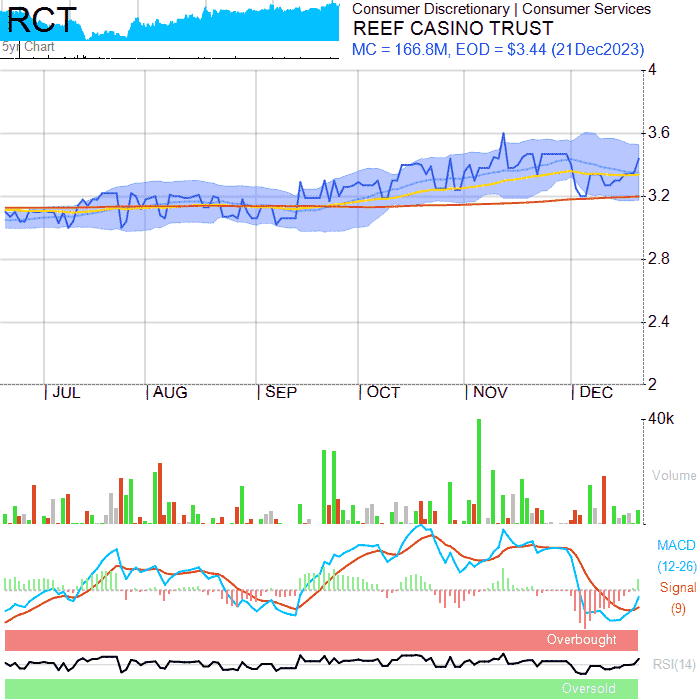 RCT
5yr Chart
Consumer Discretionary | Consumer Services
REEF CASINO TRUST
MC = 166.8M, EOD = $3.44 (21Dec2023)
4
3.6
3.2
2.8
2.4
2
JUL AUG SEP OCT NOV DEC
40k
Volume
MACD
(12-26)
Signal
(9)
Overbought
RSI(14)
Oversold